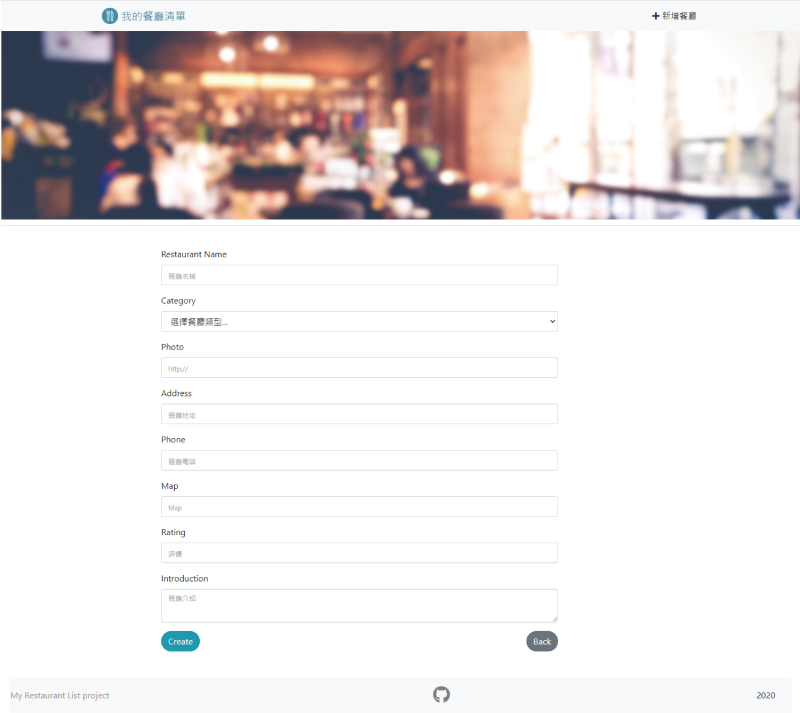 我的餐廳清單
新增餐廳
Restaurant Name
餐廳名稱
Category
選擇餐廳類型...
Photo
http://
Address
餐廳地址
Phone
餐廳電話
Map
Map
Rating
評價
Introduction
餐廳介紹
Create
Back
My Restaurant List project
2020